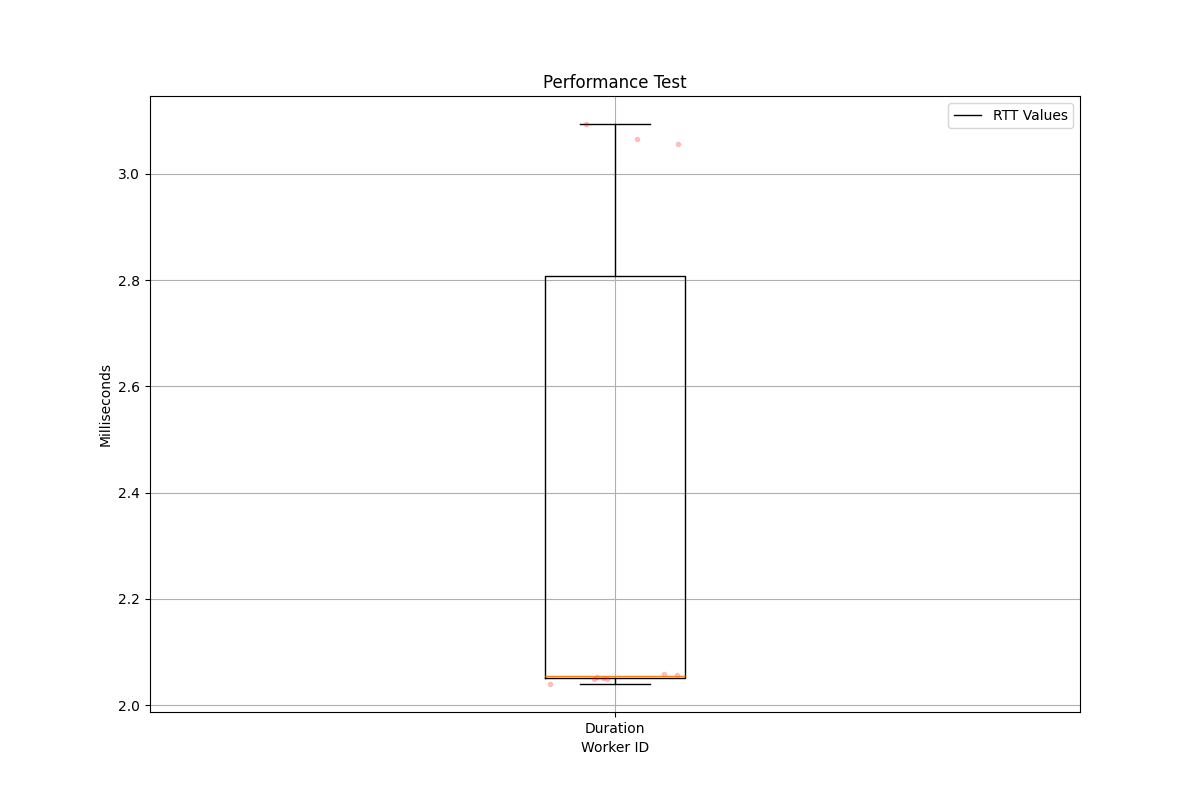 Performance Test
RTT Values
3.0
2.8
2.6
2.4
2.2
2.0
Milliseconds
Duration
Worker ID